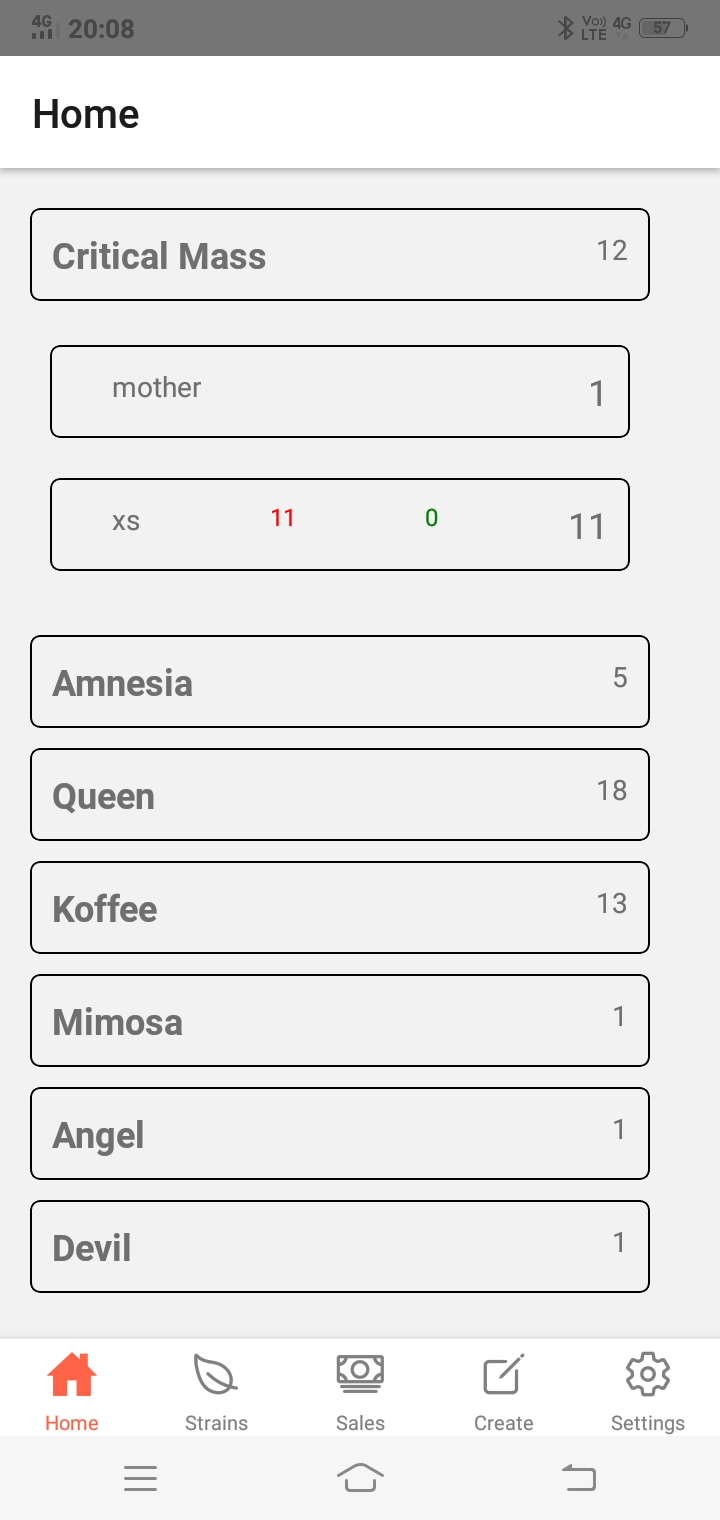 4G 20:08 Vo)) LTE 4G 57
Home
Critical Mass 12
mother 1
xs 11 0 11
Amnesia 5
Queen 18
Koffee 13
Mimosa 1
Angel 1
Devil 1
Home Strains Sales Create Settings